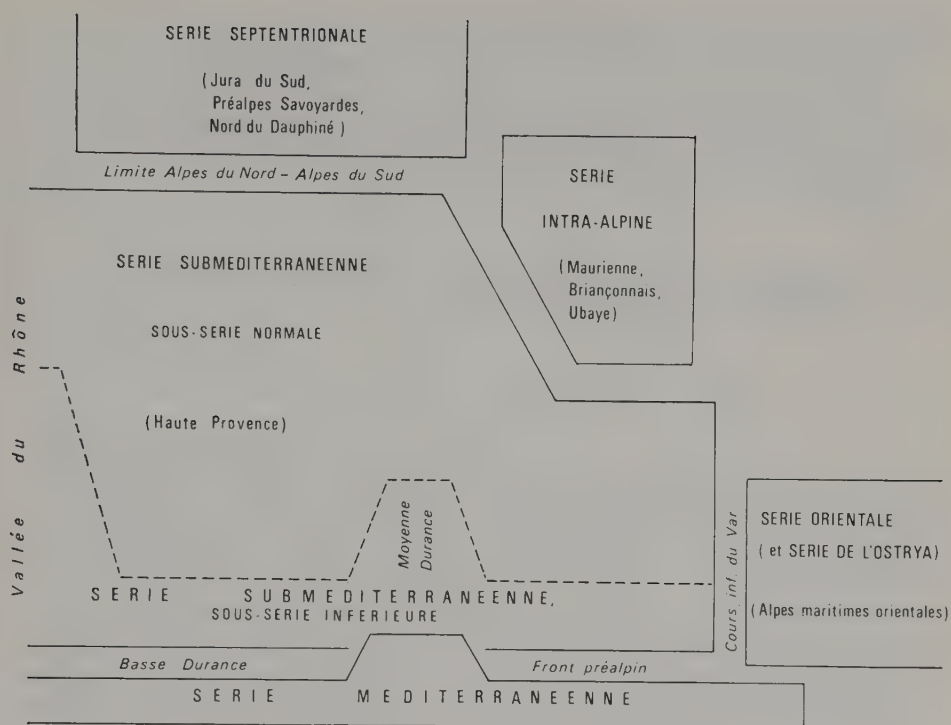 SERIE SEPTENTRIONALE
(Jura du Sud,
Préalpes Savoyardes,
Nord du Dauphiné)
Limite Alpes du Nord – Alpes du Sud
SERIE
INTRA-ALPINE
(Maurienne,
Briançonnais,
Ubaye)
SERIE SUBMEDITERRANEENNE
SOUS-SERIE NORMALE
(Haute Provence)
Vallée du Rhône
Moyenne
Durance
SERIE SUBMEDITERRANEENNE,
SOUS-SERIE INFERIEURE
Cours inf. du Var
SERIE ORIENTALE
(et SERIE DE L'OSTRYA)
(Alpes maritimes orientales)
Basse Durance
Front préalpin
SERIE MEDITERRANEENNE